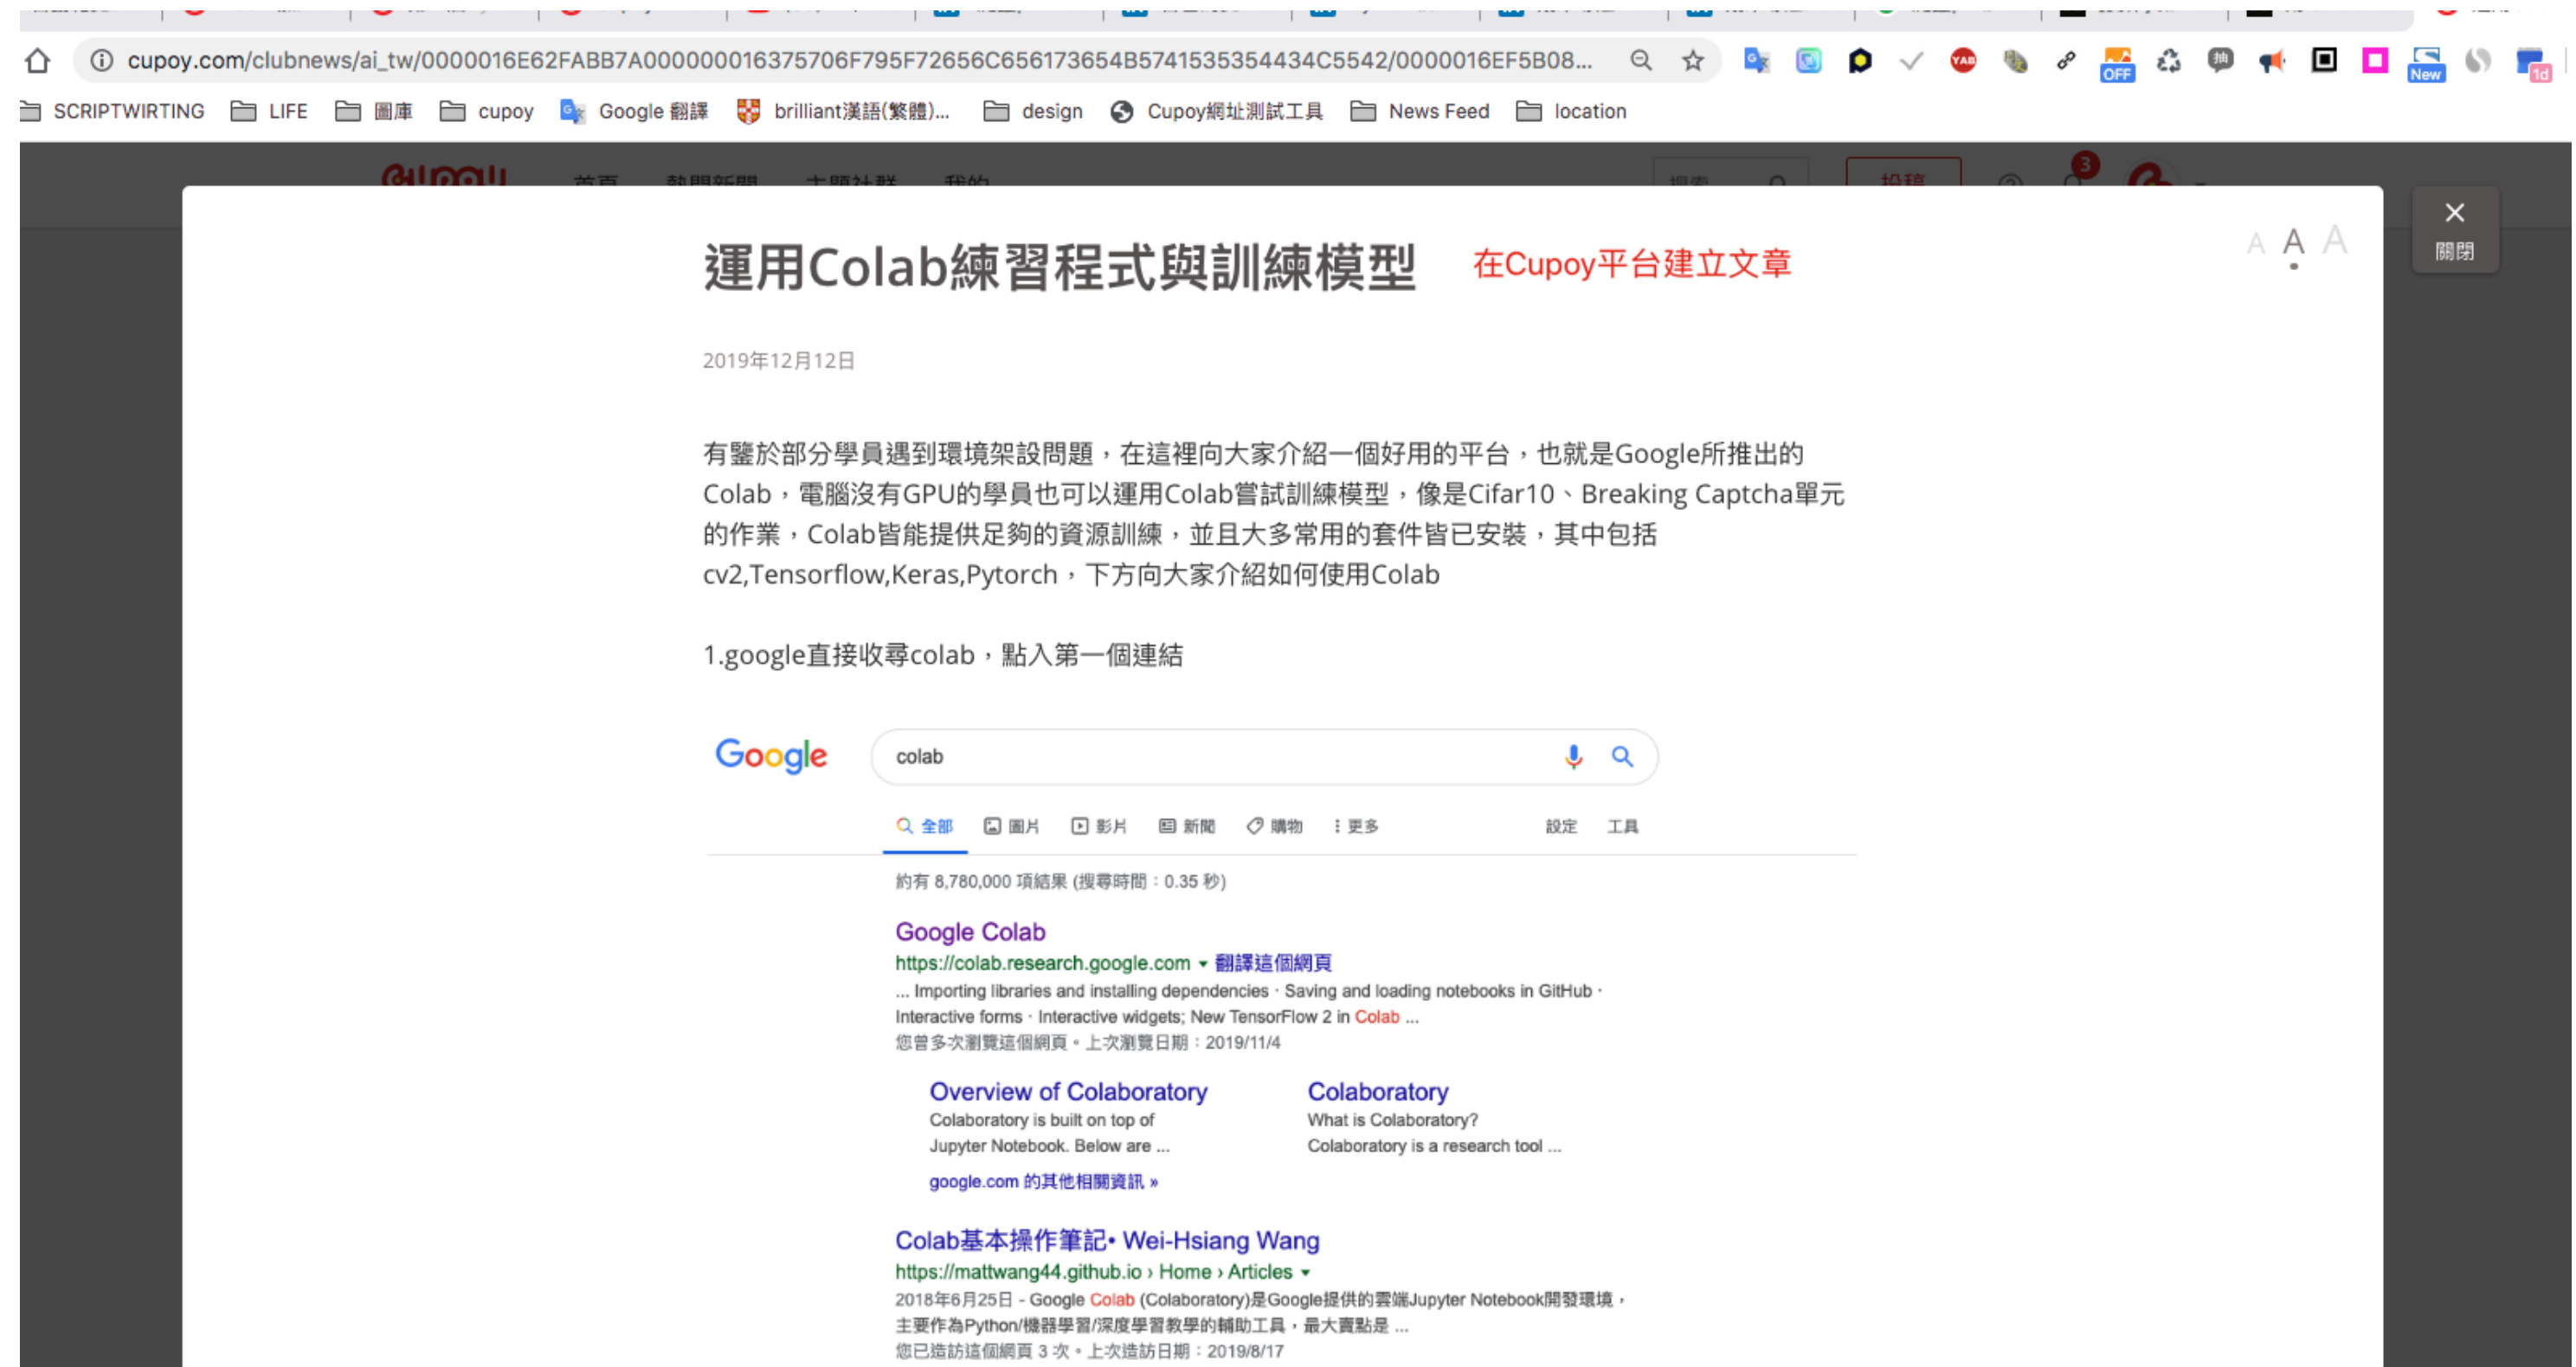 cupoy.com/clubnews/ai_tw/0000016E62FABB7A000000016375706F795F72656C656173654B5741535354434C5542/0000016EF5B08...
YAB
OFF
抽
New
1d
SCRIPTWIRTING LIFE 圖庫 cupoy Google 翻譯 brilliant漢語(繁體)... design Cupoy網址測試工具 News Feed location
3
運用Colab練習程式與訓練模型 在Cupoy平台建立文章
A A A
關閉
2019年12月12日
有鑒於部分學員遇到環境架設問題，在這裡向大家介紹一個好用的平台，也就是Google所推出的
Colab，電腦沒有GPU的學員也可以運用Colab嘗試訓練模型，像是Cifar10、Breaking Captcha單元
的作業，Colab皆能提供足夠的資源訓練，並且大多常用的套件皆已安裝，其中包括
cv2,Tensorflow,Keras,Pytorch，下方向大家介紹如何使用Colab
1.google直接收尋colab，點入第一個連結
Google colab
全部 圖片 影片 新聞 購物 更多 設定 工具
約有 8,780,000 項結果 (搜尋時間：0.35 秒)
Google Colab
https://colab.research.google.com 翻譯這個網頁
... Importing libraries and installing dependencies · Saving and loading notebooks in GitHub ·
Interactive forms · Interactive widgets; New TensorFlow 2 in Colab ...
您曾多次瀏覽這個網頁。上次瀏覽日期：2019/11/4
Overview of Colaboratory Colaboratory
Colaboratory is built on top of What is Colaboratory?
Jupyter Notebook. Below are ... Colaboratory is a research tool ...
google.com 的其他相關資訊 »
Colab基本操作筆記• Wei-Hsiang Wang
https://mattwang44.github.io › Home › Articles
2018年6月25日 - Google Colab (Colaboratory)是Google提供的雲端Jupyter Notebook開發環境，
主要作為Python/機器學習/深度學習教學的輔助工具，最大賣點是 ...
您已造訪這個網頁 3 次。上次造訪日期：2019/8/17